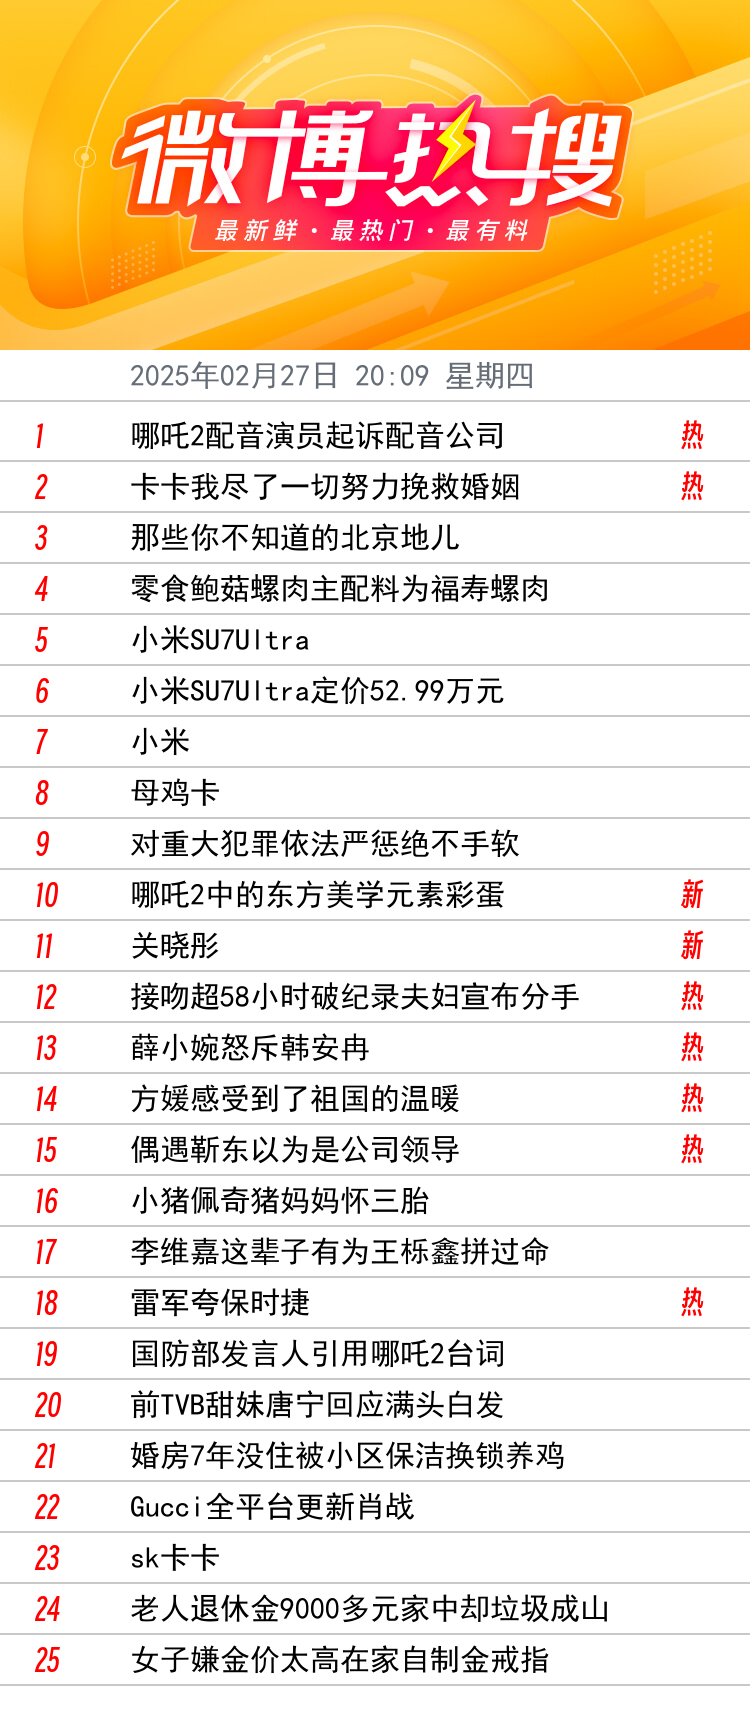 微博热搜
最新鲜·最热门·最有料
2025年02月27日 20:09 星期四
1 哪吒2配音演员起诉配音公司 热
2 卡卡我尽了一切努力挽救婚姻 热
3 那些你不知道的北京地儿
4 零食鲍菇螺肉主配料为福寿螺肉
5 小米SU7Ultra
6 小米SU7Ultra定价52.99万元
7 小米
8 母鸡卡
9 对重大犯罪依法严惩绝不手软
10 哪吒2中的东方美学元素彩蛋 新
11 关晓彤 新
12 接吻超58小时破纪录夫妇宣布分手 热
13 薛小婉怒斥韩安冉 热
14 方媛感受到了祖国的温暖 热
15 偶遇靳东以为是公司领导 热
16 小猪佩奇猪妈妈怀三胎
17 李维嘉这辈子有为王栎鑫拼过命
18 雷军夸保时捷 热
19 国防部发言人引用哪吒2台词
20 前TVB甜妹唐宁回应满头白发
21 婚房7年没住被小区保洁换锁养鸡
22 Gucci全平台更新肖战
23 sk卡卡
24 老人退休金9000多元家中却垃圾成山
25 女子嫌金价太高在家自制金戒指